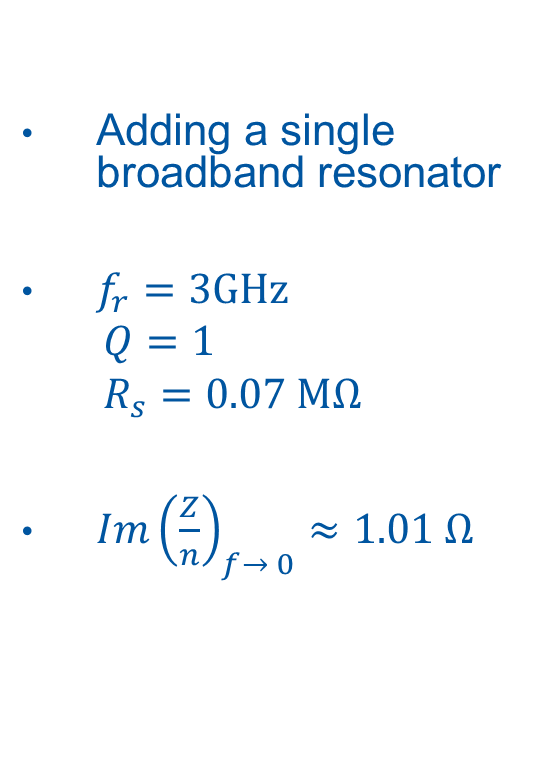 • Adding a single
broadband resonator
• f_r = 3GHz
Q = 1
R_s = 0.07 MΩ
• Im (Z/n)_{f→0} ≈ 1.01 Ω